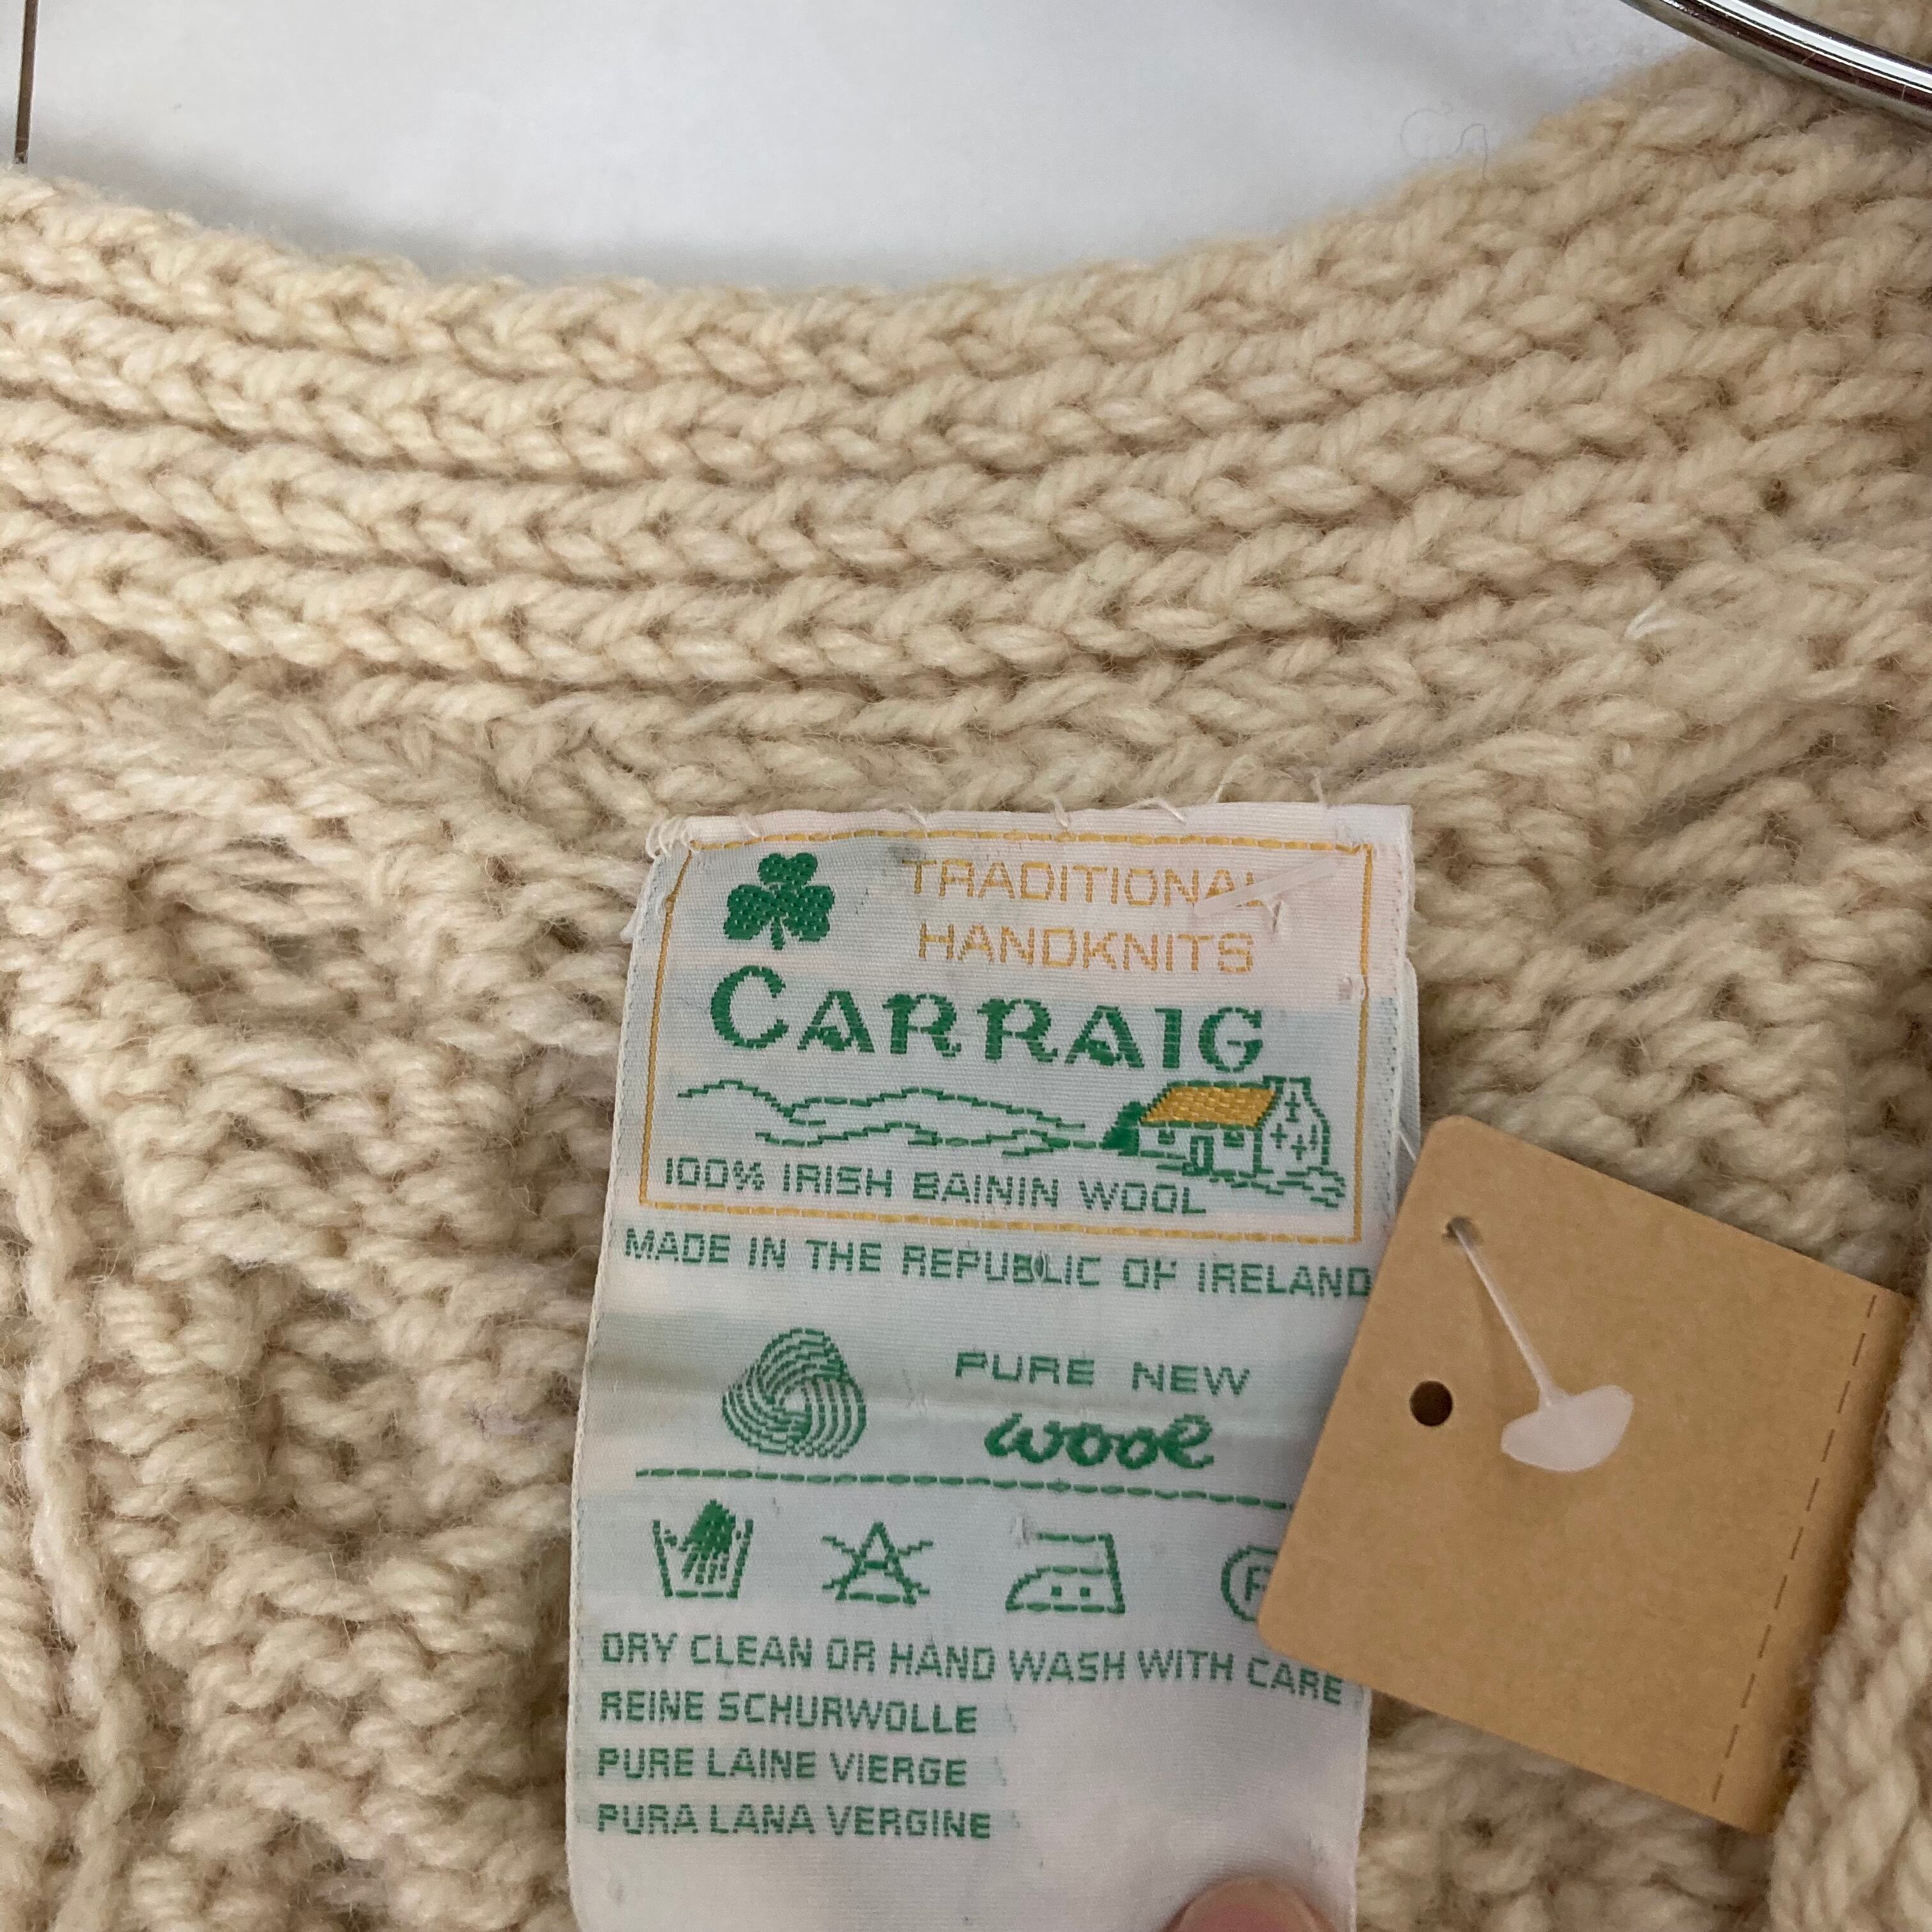 TRADITIONAL
HANDKNITS
CARRAIG
100% IRISH BAININ WOOL
MADE IN THE REPUBLIC OF IRELAND
PURE NEW
wool
DRY CLEAN OR HAND WASH WITH CARE
REINE SCHURWOLLE
PURE LAINE VIERGE
PURA LANA VERGINE